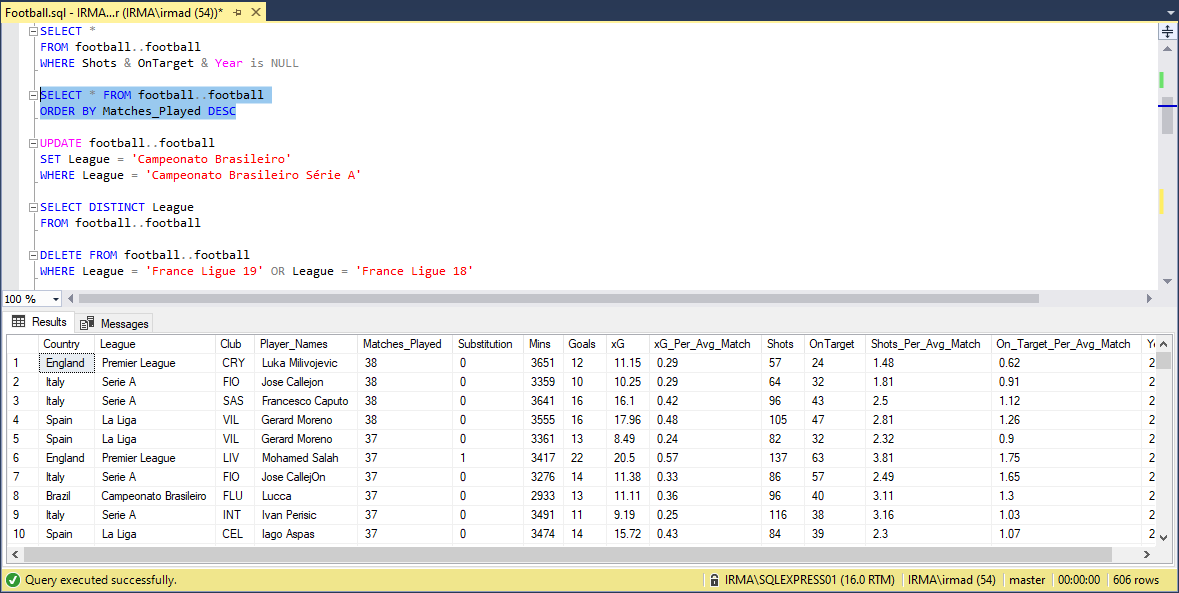 Football.sql - IRMA...r (IRMA\irmad (54))*
SELECT *
FROM football..football
WHERE Shots & OnTarget & Year is NULL
SELECT * FROM football..football
ORDER BY Matches_Played DESC
UPDATE football..football
SET League = 'Campeonato Brasileiro'
WHERE League = 'Campeonato Brasileiro Série A'
SELECT DISTINCT League
FROM football..football
DELETE FROM football..football
WHERE League = 'France Ligue 19' OR League = 'France Ligue 18'
100 %
Results Messages
Country League Club Player_Names Matches_Played Substitution Mins Goals xG xG_Per_Avg_Match Shots OnTarget Shots_Per_Avg_Match On_Target_Per_Avg_Match
1 England Premier League CRY Luka Milivojevic 38 0 3651 12 11.15 0.29 57 24 1.48 0.62 2
2 Italy Serie A FIO Jose Callejon 38 0 3359 10 10.25 0.29 64 32 1.81 0.91 2
3 Italy Serie A SAS Francesco Caputo 38 0 3641 16 16.1 0.42 96 43 2.5 1.12 2
4 Spain La Liga VIL Gerard Moreno 38 0 3555 16 17.96 0.48 105 47 2.81 1.26 2
5 Spain La Liga VIL Gerard Moreno 37 0 3361 13 8.49 0.24 82 32 2.32 0.9 2
6 England Premier League LIV Mohamed Salah 37 1 3417 22 20.5 0.57 137 63 3.81 1.75 2
7 Italy Serie A FIO Jose CallejOn 37 0 3276 14 11.38 0.33 86 57 2.49 1.65 2
8 Brazil Campeonato Brasileiro FLU Lucca 37 0 2933 13 11.11 0.36 96 40 3.11 1.3 2
9 Italy Serie A INT Ivan Perisic 37 0 3491 11 9.19 0.25 116 38 3.16 1.03 2
10 Spain La Liga CEL Iago Aspas 37 0 3474 14 15.72 0.43 84 39 2.3 1.07 2
Query executed successfully. IRMA\SQLEXPRESS01 (16.0 RTM) IRMA\irmad (54) master 00:00:00 606 rows